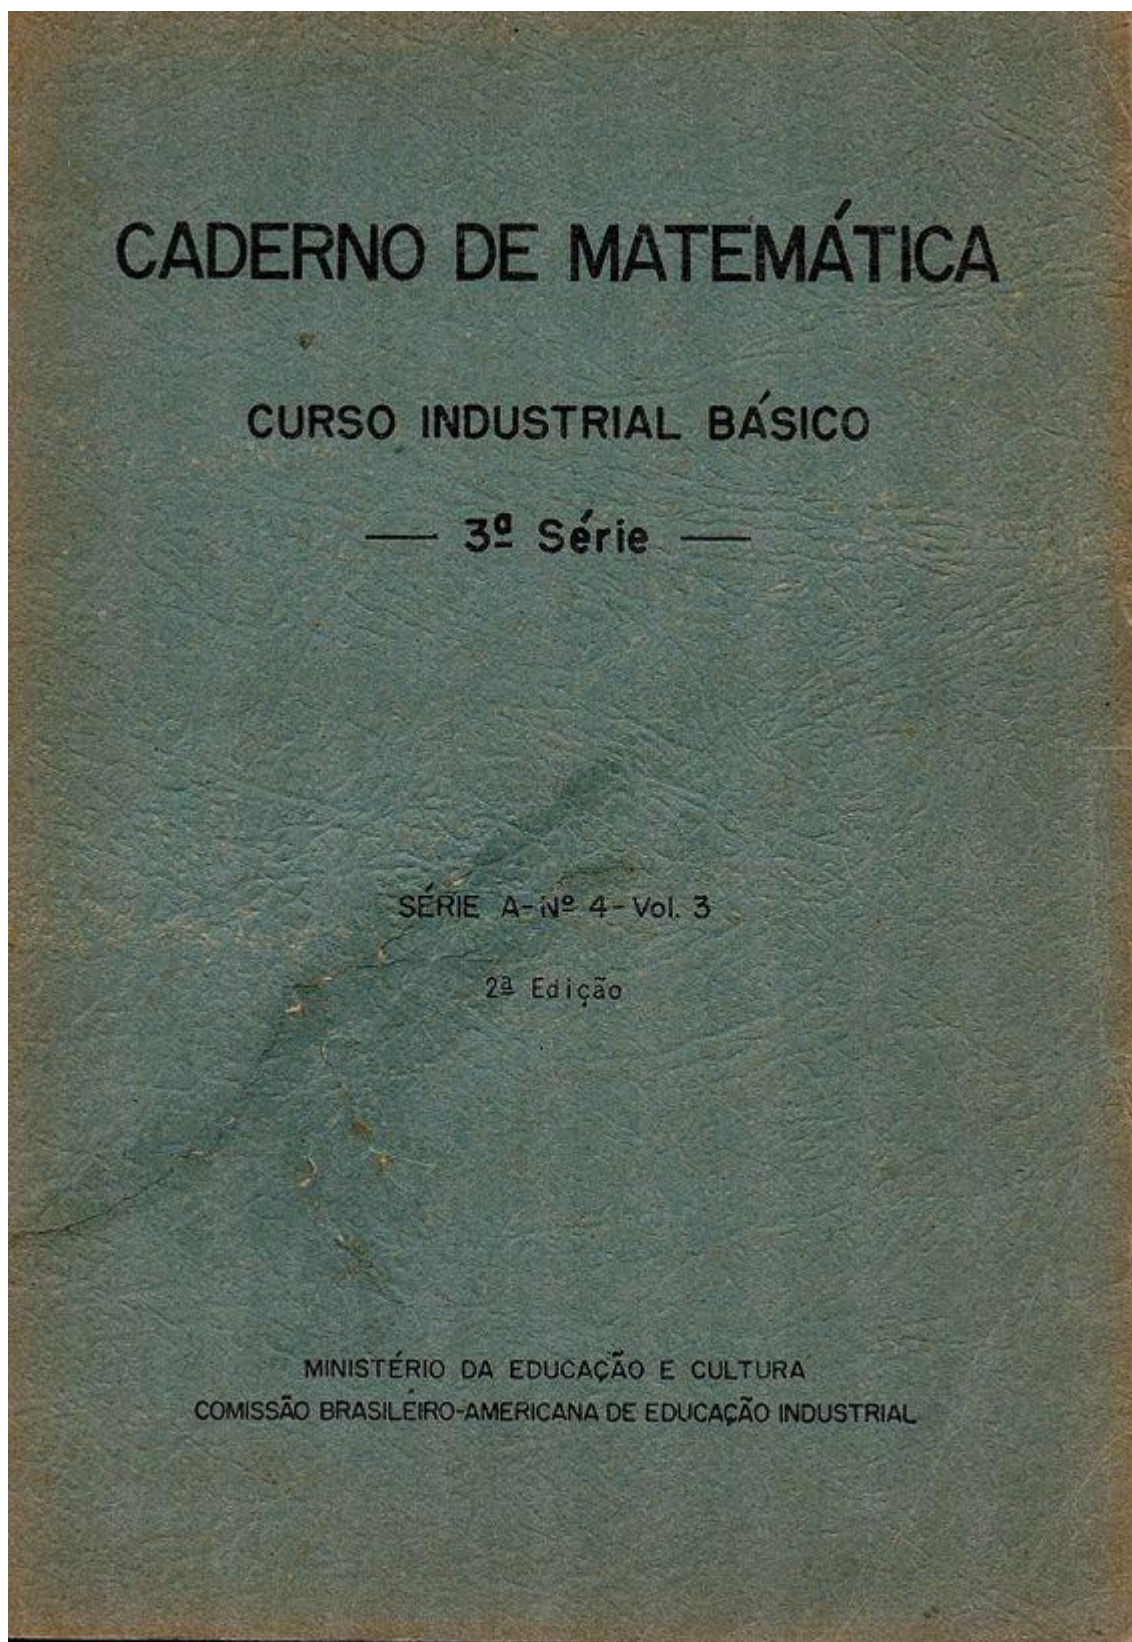 CADERNO DE MATEMÁTICA
CURSO INDUSTRIAL BÁSICO
— 3ª Série —
SÉRIE A-Nº 4-Vol. 3
2ª Edição
MINISTÉRIO DA EDUCAÇÃO E CULTURA
COMISSÃO BRASILEIRO-AMERICANA DE EDUCAÇÃO INDUSTRIAL